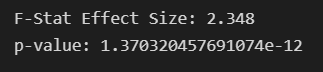 F-Stat Effect Size: 2.348
p-value: 1.370320457691074e-12